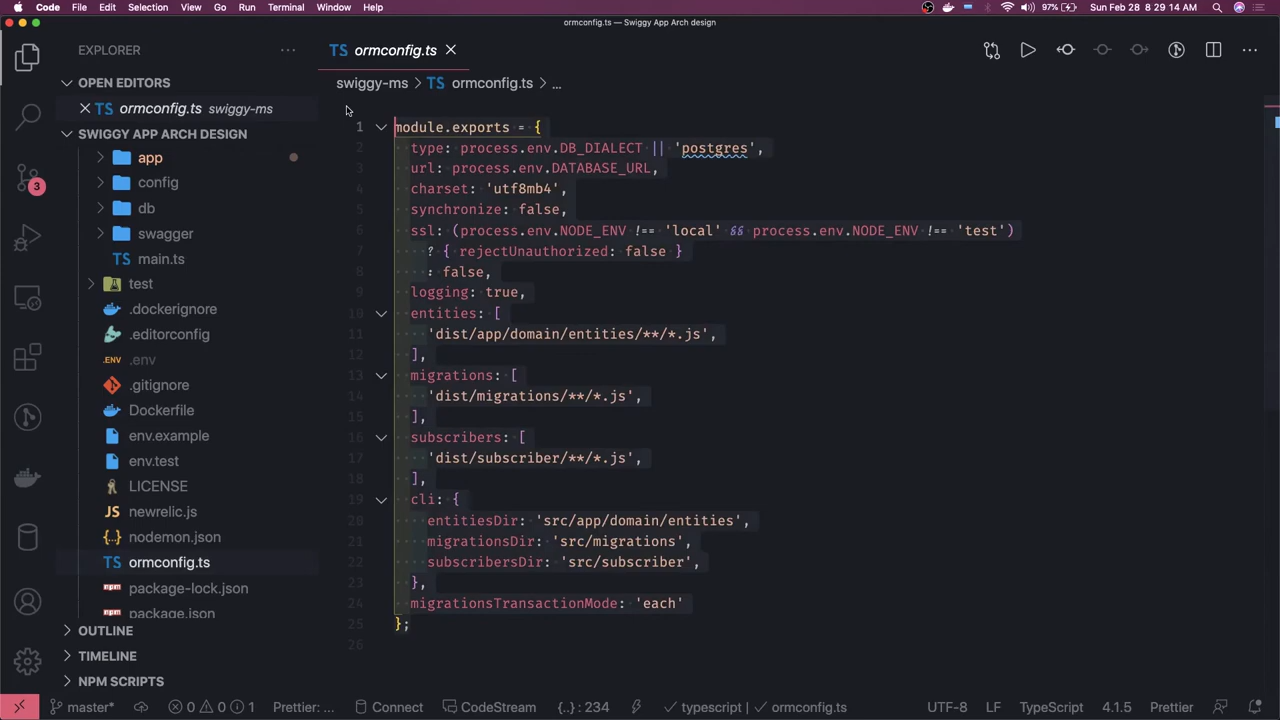 Code File Edit Selection View Go Run Terminal Window Help 97% Sun Feb 28 8:29:14 AM
ormconfig.ts — Swiggy App Arch design
EXPLORER
TS ormconfig.ts
OPEN EDITORS
TS ormconfig.ts swiggy-ms
SWIGGY APP ARCH DESIGN
app
config
db
swagger
TS main.ts
test
.dockerignore
.editorconfig
.ENV .env
.gitignore
Dockerfile
env.example
env.test
LICENSE
newrelic.js
nodemon.json
TS ormconfig.ts
npm package-lock.json
npm package.json
OUTLINE
TIMELINE
NPM SCRIPTS
3
swiggy-ms > TS ormconfig.ts > ...
1 module.exports = {
2 type: process.env.DB_DIALECT || 'postgres',
3 url: process.env.DATABASE_URL,
4 charset: 'utf8mb4',
5 synchronize: false,
6 ssl: (process.env.NODE_ENV !== 'local' && process.env.NODE_ENV !== 'test')
7 ? { rejectUnauthorized: false }
8 : false,
9 logging: true,
10 entities: [
11 'dist/app/domain/entities/**/*.js',
12 ],
13 migrations: [
14 'dist/migrations/**/*.js',
15 ],
16 subscribers: [
17 'dist/subscriber/**/*.js',
18 ],
19 cli: {
20 entitiesDir: 'src/app/domain/entities',
21 migrationsDir: 'src/migrations',
22 subscribersDir: 'src/subscriber',
23 },
24 migrationsTransactionMode: 'each'
25 };
26
master* 0 0 1 Prettier: ... Connect CodeStream {..} : 234 typescript | ormconfig.ts UTF-8 LF TypeScript 4.1.5 Prettier